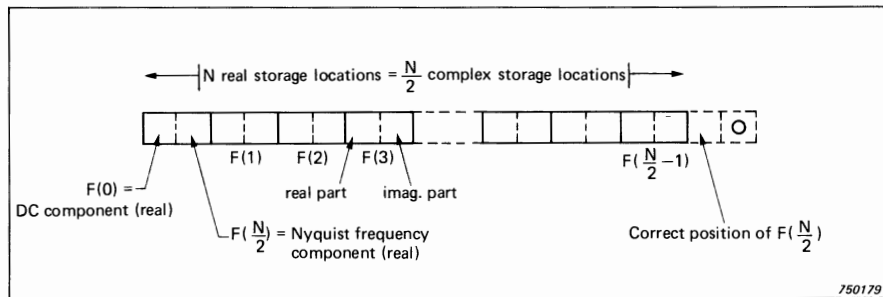 N real storage locations = N/2 complex storage locations
O
F(1) F(2) F(3) F(N/2 −1)
F(0) =
DC component (real)
real part imag. part
F(N/2) = Nyquist frequency
component (real)
Correct position of F(N/2)
750179